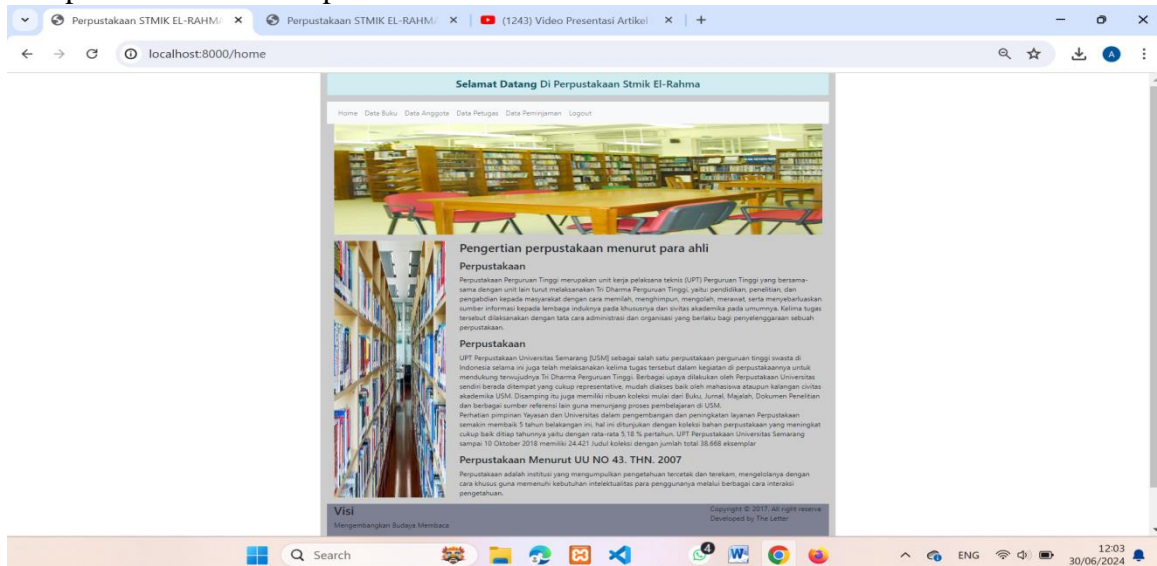 Perpustakaan STMIK EL-RAHMA
Perpustakaan STMIK EL-RAHMA
(1243) Video Presentasi Artikel
localhost:8000/home
A
Selamat Datang Di Perpustakaan Stmik El-Rahma
Home Data Buku Data Anggota Data Petugas Data Peminjaman Logout
Pengertian perpustakaan menurut para ahli
Perpustakaan
Perpustakaan Perguruan Tinggi merupakan unit kerja pelaksana teknis (UPT) Perguruan Tinggi yang bersama-
sama dengan unit lain turut melaksanakan Tri Dharma Perguruan Tinggi, yaitu pendidikan, penelitian, dan
pengabdian kepada masyarakat dengan cara memilah, menghimpun, mengolah, merawat, serta menyebarluaskan
sumber informasi kepada lembaga induknya pada khususnya dan sivitas akademika pada umumnya. Kelima tugas
tersebut dilaksanakan dengan tata cara administrasi dan organisasi yang berlaku bagi penyelenggaraan sebuah
perpustakaan.
Perpustakaan
UPT Perpustakaan Universitas Semarang [USM] sebagai salah satu perpustakaan perguruan tinggi swasta di
Indonesia selama ini juga telah melaksanakan kelima tugas tersebut dalam kegiatan di perpustakaannya untuk
mendukung terwujudnya Tri Dharma Perguruan Tinggi. Berbagai upaya dilakukan oleh Perpustakaan Universitas
sendiri berada ditempat yang cukup representative, mudah diakses baik oleh mahasiswa ataupun kalangan civitas
akademika USM. Disamping itu juga memiliki ribuan koleksi mulai dari Buku, Jurnal, Majalah, Dokumen Penelitian
dan berbagai sumber referensi lain guna menunjang proses pembelajaran di USM.
Perhatian pimpinan Yayasan dan Universitas dalam pengembangan dan peningkatan layanan Perpustakaan
semakin membaik 5 tahun belakangan ini, hal ini ditunjukan dengan koleksi bahan perpustakaan yang meningkat
cukup baik ditiap tahunnya yaitu dengan rata-rata 5,18 % pertahun. UPT Perpustakaan Universitas Semarang
sampai 10 Oktober 2018 memiliki 24.421 Judul koleksi dengan jumlah total 38.668 eksemplar
Perpustakaan Menurut UU NO 43. THN. 2007
Perpustakaan adalah institusi yang mengumpulkan pengetahuan tercetak dan terekam, mengelolanya dengan
cara khusus guna memenuhi kebutuhan intelektualitas para penggunanya melalui berbagai cara interaksi
pengetahuan.
Visi
Mengembangkan Budaya Membaca
Copyright © 2017. All right reserve
Developed by The Letter
Search
4
ENG
12:03
30/06/2024